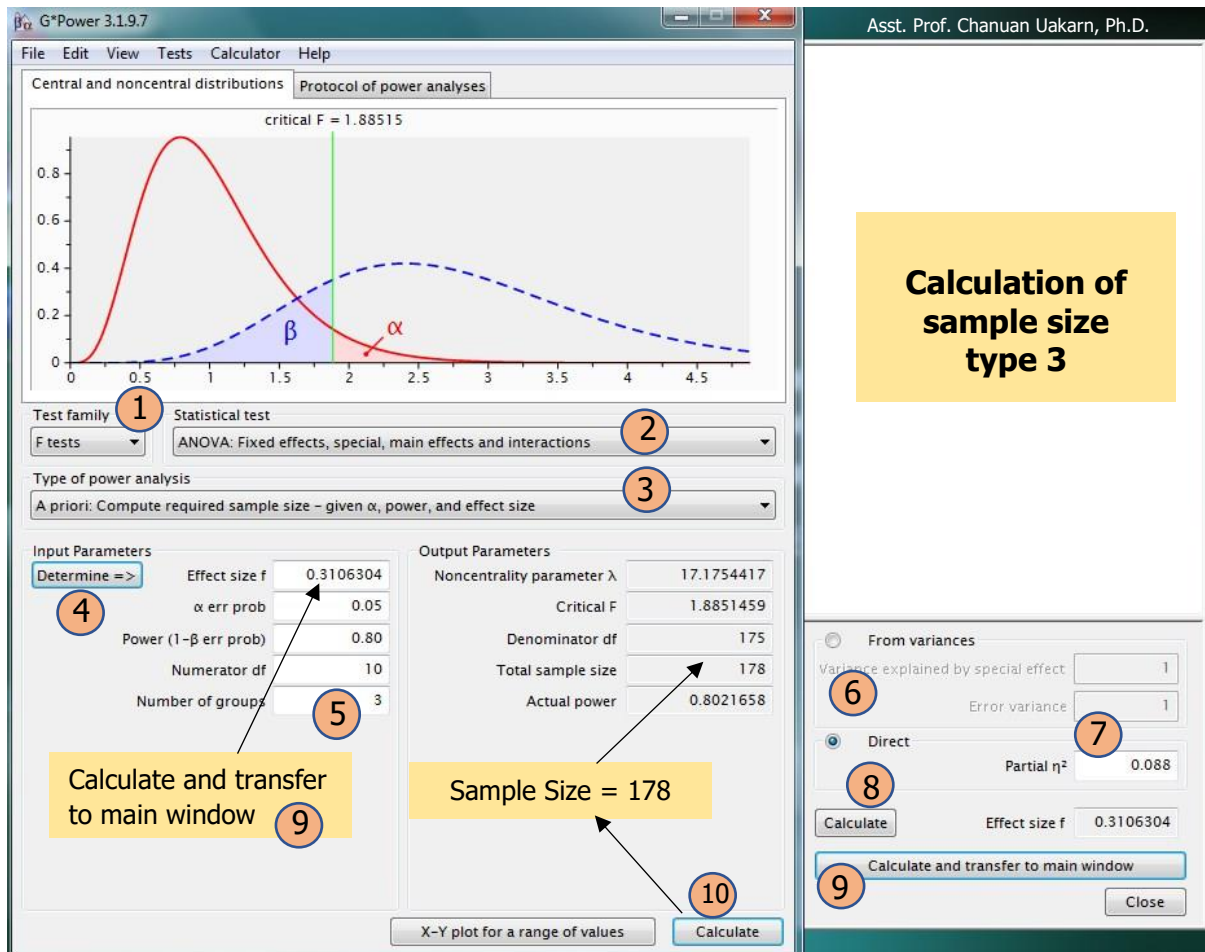 G*Power 3.1.9.7
File Edit View Tests Calculator Help
Central and noncentral distributions Protocol of power analyses
critical F = 1.88515
0.8
0.6
0.4
0.2
0
β
α
0 0.5 1 1.5 2 2.5 3 3.5 4 4.5
Test family 1 Statistical test
F tests ANOVA: Fixed effects, special, main effects and interactions 2
Type of power analysis
A priori: Compute required sample size – given α, power, and effect size 3
Input Parameters
Determine => Effect size f 0.3106304
4 α err prob 0.05
Power (1-β err prob) 0.80
Numerator df 10
Number of groups 5 3
Output Parameters
Noncentrality parameter λ 17.1754417
Critical F 1.8851459
Denominator df 175
Total sample size 178
Actual power 0.8021658
Calculate and transfer
to main window 9
Sample Size = 178
10
X-Y plot for a range of values Calculate
Asst. Prof. Chanuan Uakarn, Ph.D.
Calculation of
sample size
type 3
From variances
Variance explained by special effect 1
6 Error variance 1
Direct 7
Partial η² 0.088
8
Calculate Effect size f 0.3106304
Calculate and transfer to main window
9
Close